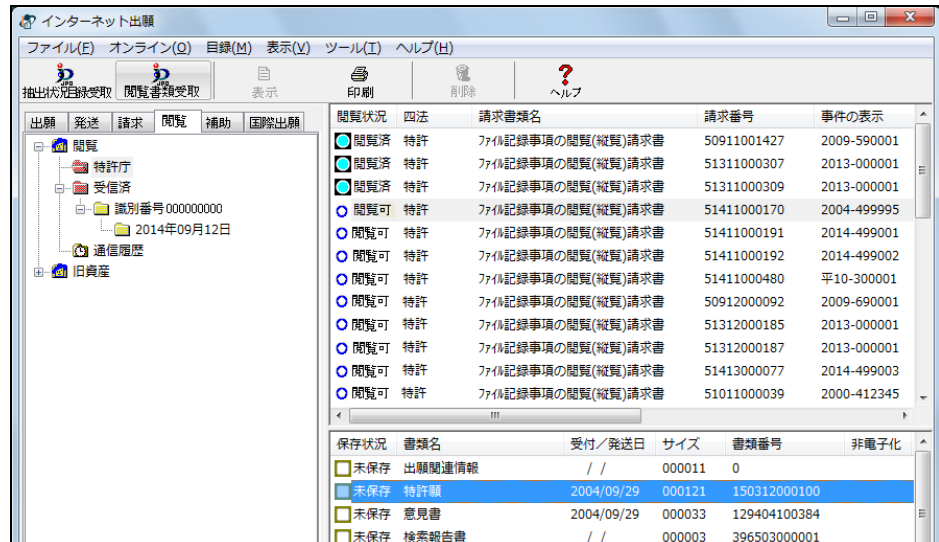 インターネット出願
ファイル(F) オンライン(O) 目録(M) 表示(V) ツール(T) ヘルプ(H)
抽出状況目録受取 閲覧書類受取 表示 印刷 削除 ヘルプ
出願 発送 請求 閲覧 補助 国際出願
閲覧
特許庁
受信済
識別番号000000000
2014年09月12日
通信履歴
旧資産
閲覧状況 四法 請求書類名 請求番号 事件の表示
閲覧済 特許 ファイル記録事項の閲覧(縦覧)請求書 50911001427 2009-590001
閲覧済 特許 ファイル記録事項の閲覧(縦覧)請求書 51311000307 2013-000001
閲覧済 特許 ファイル記録事項の閲覧(縦覧)請求書 51311000309 2013-000001
閲覧可 特許 ファイル記録事項の閲覧(縦覧)請求書 51411000170 2004-499995
閲覧可 特許 ファイル記録事項の閲覧(縦覧)請求書 51411000191 2014-499001
閲覧可 特許 ファイル記録事項の閲覧(縦覧)請求書 51411000192 2014-499002
閲覧可 特許 ファイル記録事項の閲覧(縦覧)請求書 51411000480 平10-300001
閲覧可 特許 ファイル記録事項の閲覧(縦覧)請求書 50912000092 2009-690001
閲覧可 特許 ファイル記録事項の閲覧(縦覧)請求書 51312000185 2013-000001
閲覧可 特許 ファイル記録事項の閲覧(縦覧)請求書 51312000187 2013-000001
閲覧可 特許 ファイル記録事項の閲覧(縦覧)請求書 51413000077 2014-499003
閲覧可 特許 ファイル記録事項の閲覧(縦覧)請求書 51011000039 2000-412345
保存状況 書類名 受付/発送日 サイズ 書類番号 非電子化
未保存 出願関連情報 / / 000011 0
未保存 特許願 2004/09/29 000121 150312000100
未保存 意見書 2004/09/29 000033 129404100384
未保存 検索報告書 / / 000003 396503000001